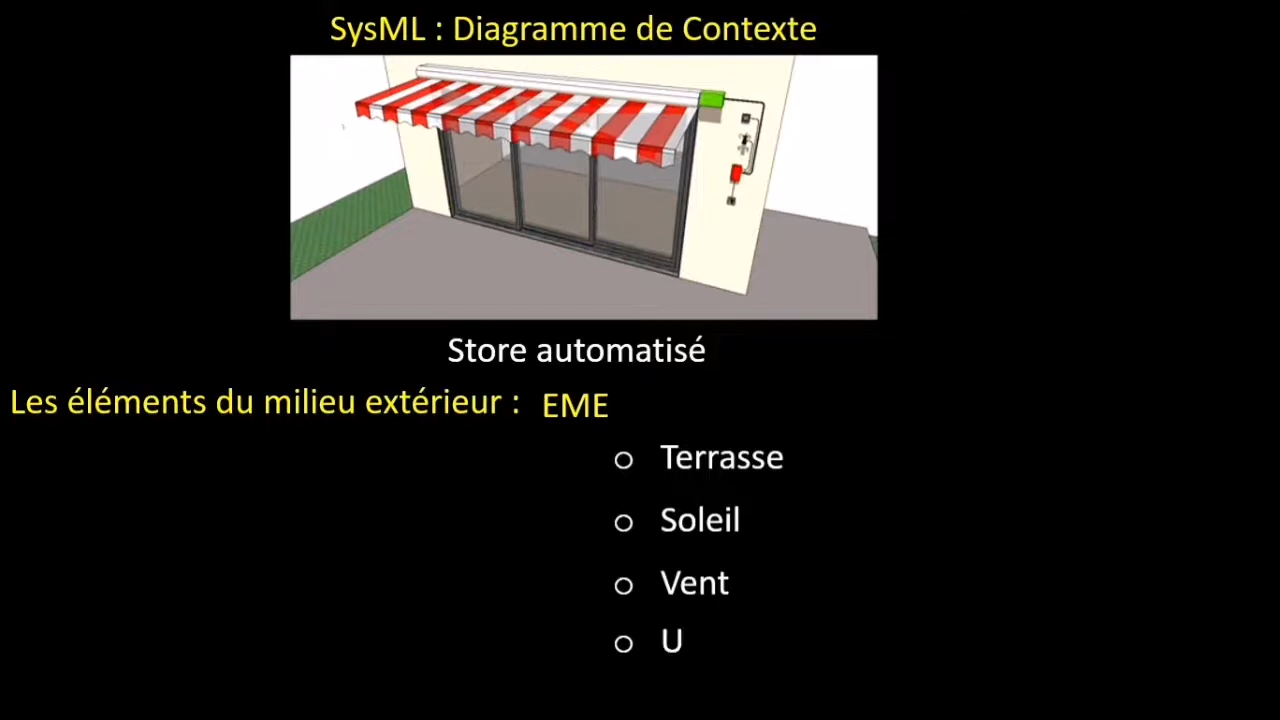 SysML : Diagramme de Contexte
Store automatisé
Les éléments du milieu extérieur : EME
o Terrasse
o Soleil
o Vent
o U